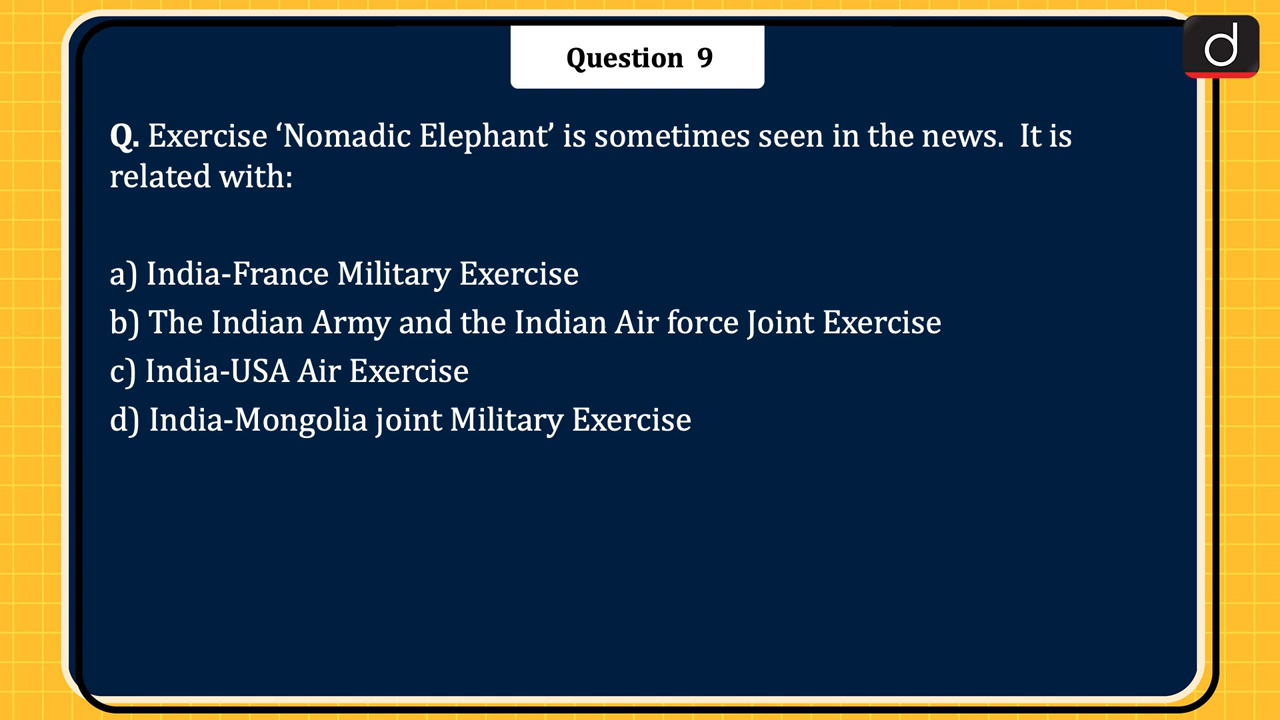 Question 9
d
Q. Exercise ‘Nomadic Elephant’ is sometimes seen in the news. It is
related with:
a) India-France Military Exercise
b) The Indian Army and the Indian Air force Joint Exercise
c) India-USA Air Exercise
d) India-Mongolia joint Military Exercise